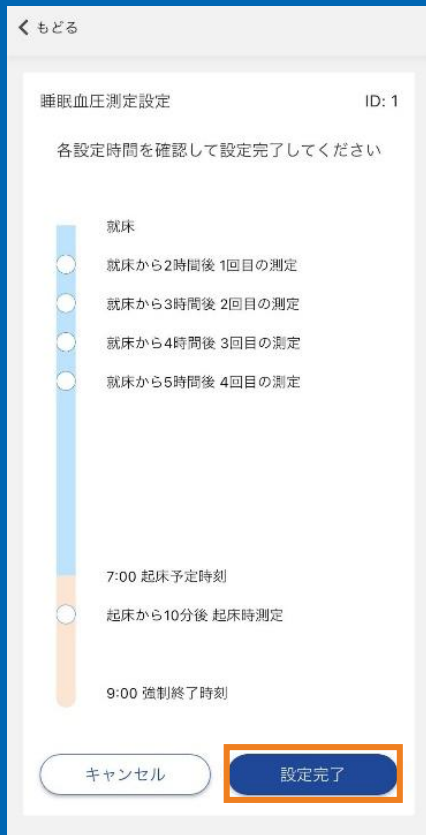 もどる
睡眠血圧測定設定 ID: 1
各設定時間を確認して設定完了してください
就床
就床から2時間後 1回目の測定
就床から3時間後 2回目の測定
就床から4時間後 3回目の測定
就床から5時間後 4回目の測定
7:00 起床予定時刻
起床から10分後 起床時測定
9:00 強制終了時刻
キャンセル 設定完了